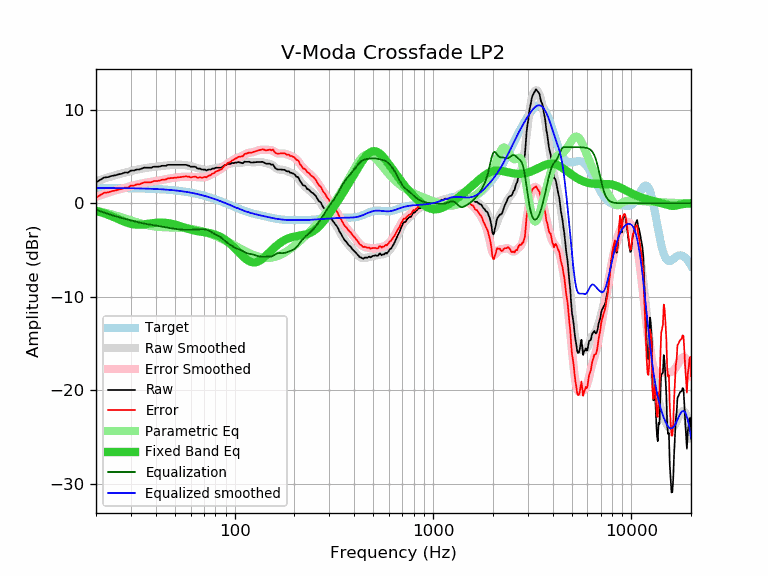 V-Moda Crossfade LP2
10
0
−10
−20
−30
Amplitude (dBr)
Target
Raw Smoothed
Error Smoothed
Raw
Error
Parametric Eq
Fixed Band Eq
Equalization
Equalized smoothed
100
1000
10000
Frequency (Hz)